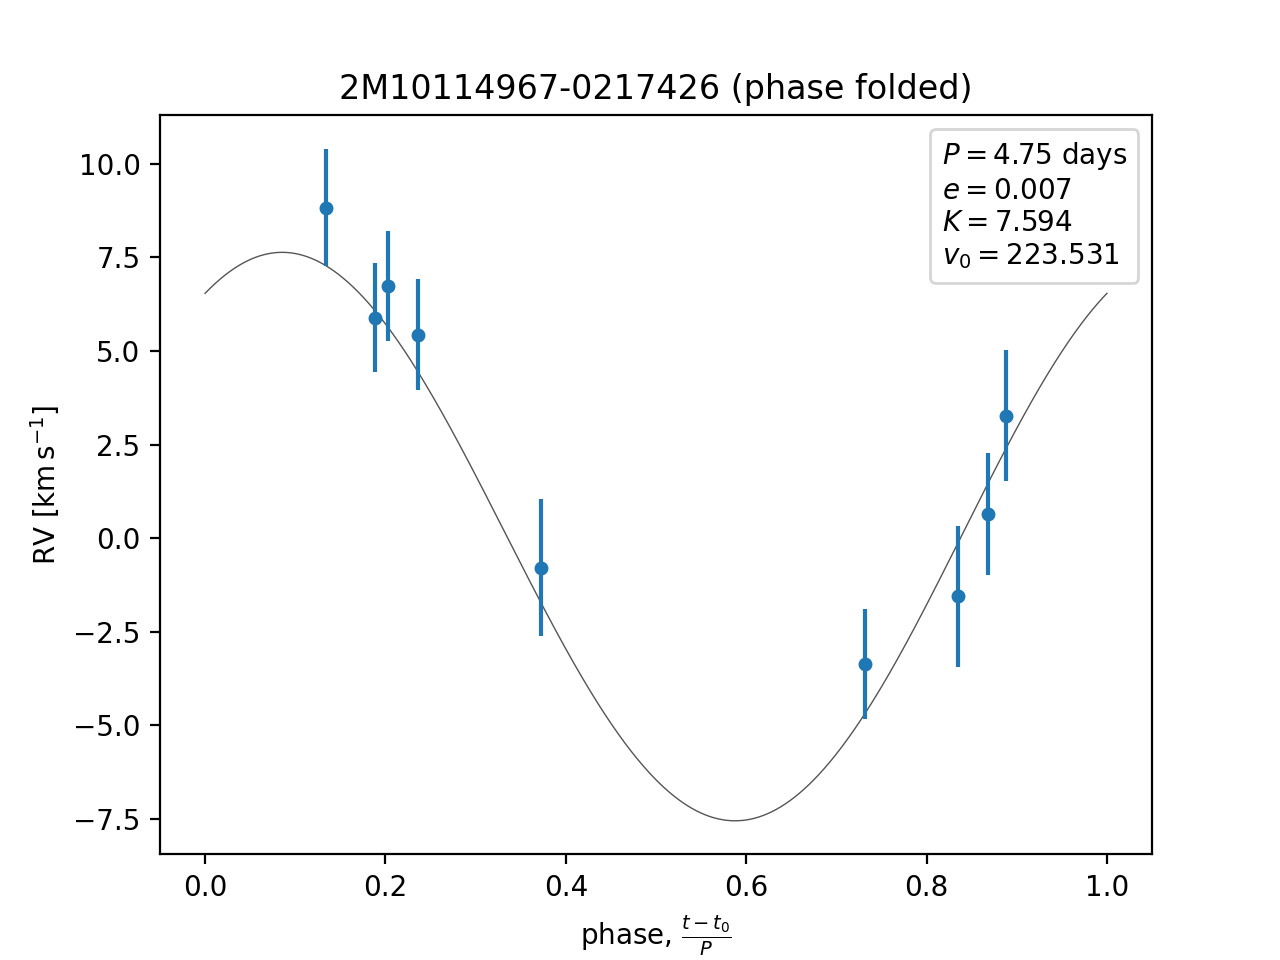 2M10114967-0217426 (phase folded)
P = 4.75 days
e = 0.007
K = 7.594
v₀ = 223.531
10.0
7.5
5.0
2.5
0.0
−2.5
−5.0
−7.5
RV [km s⁻¹]
0.0 0.2 0.4 0.6 0.8 1.0
phase, (t − t₀)/P